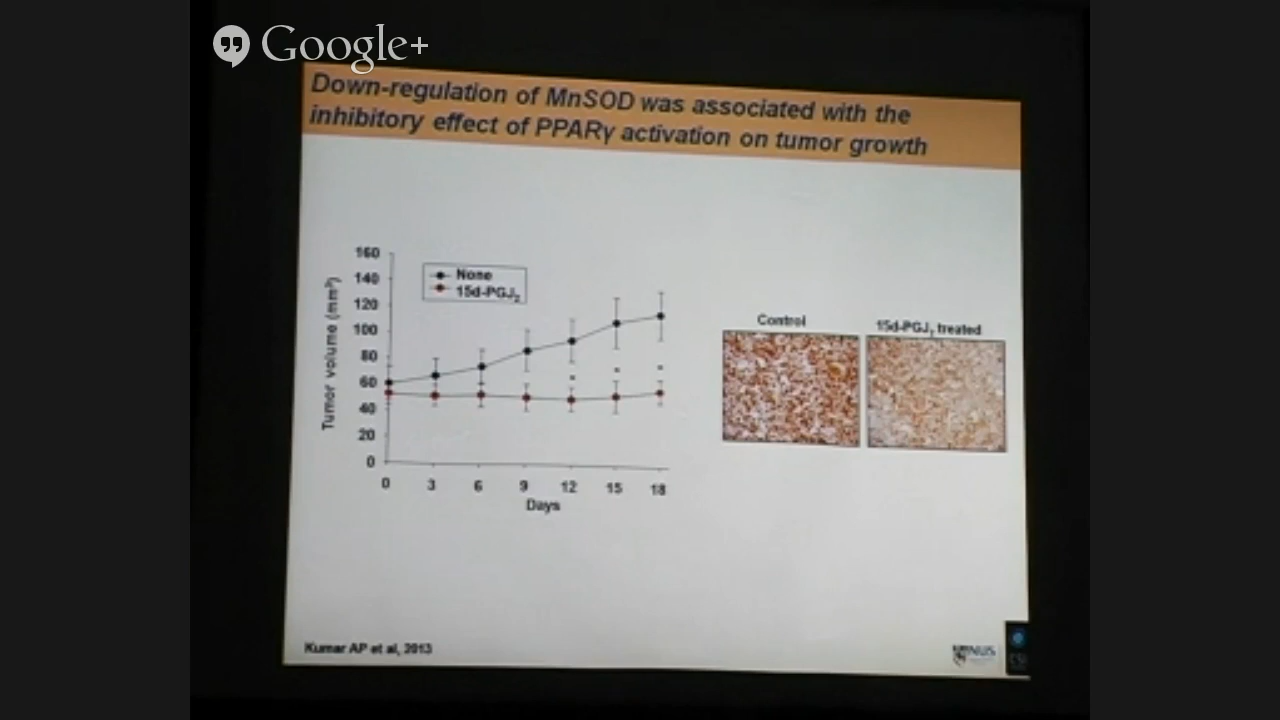 Google+
Down-regulation of MnSOD was associated with the
inhibitory effect of PPARγ activation on tumor growth
160
140
120
100
80
60
40
20
0
Tumor volume (mm³)
None
15d-PGJ₂
0 3 6 9 12 15 18
Days
Control
15d-PGJ₂ treated
Kumar AP et al, 2013
NUS